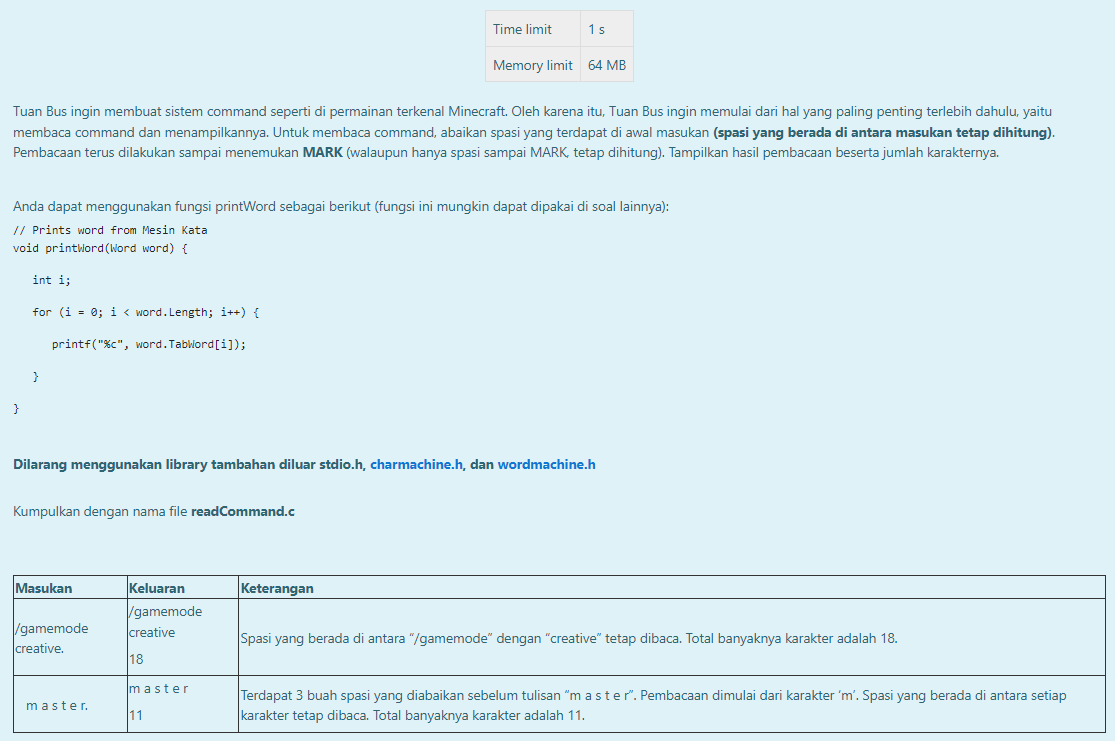 Time limit 1 s
Memory limit 64 MB
Tuan Bus ingin membuat sistem command seperti di permainan terkenal Minecraft. Oleh karena itu, Tuan Bus ingin memulai dari hal yang paling penting terlebih dahulu, yaitu
membaca command dan menampilkannya. Untuk membaca command, abaikan spasi yang terdapat di awal masukan (spasi yang berada di antara masukan tetap dihitung).
Pembacaan terus dilakukan sampai menemukan MARK (walaupun hanya spasi sampai MARK, tetap dihitung). Tampilkan hasil pembacaan beserta jumlah karakternya.
Anda dapat menggunakan fungsi printWord sebagai berikut (fungsi ini mungkin dapat dipakai di soal lainnya):
// Prints word from Mesin Kata
void printWord(Word word) {
int i;
for (i = 0; i < word.Length; i++) {
printf("%c", word.TabWord[i]);
}
}
Dilarang menggunakan library tambahan diluar stdio.h, charmachine.h, dan wordmachine.h
Kumpulkan dengan nama file readCommand.c
Masukan Keluaran Keterangan
/gamemode
creative.
/gamemode
creative
18
Spasi yang berada di antara “/gamemode” dengan “creative” tetap dibaca. Total banyaknya karakter adalah 18.
m a s t e r.
m a s t e r
11
Terdapat 3 buah spasi yang diabaikan sebelum tulisan “m a s t e r”. Pembacaan dimulai dari karakter ‘m’. Spasi yang berada di antara setiap
karakter tetap dibaca. Total banyaknya karakter adalah 11.